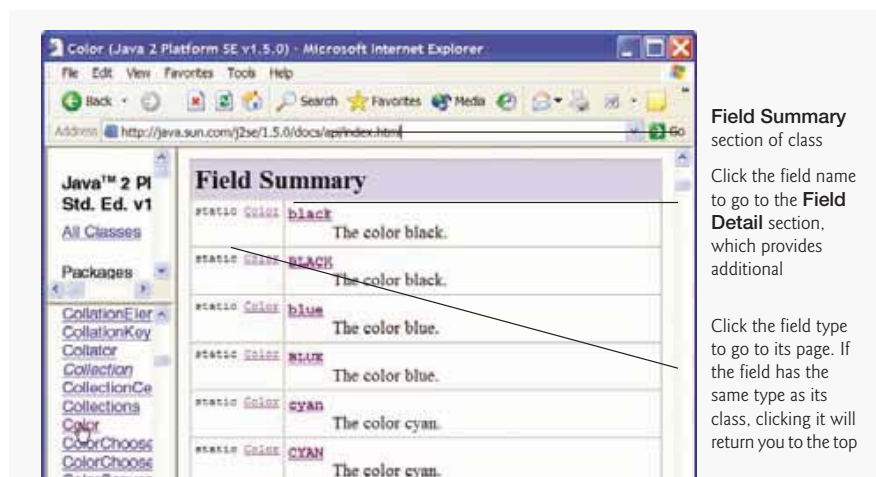 Color (Java 2 Platform SE v1.5.0) - Microsoft Internet Explorer
File Edit View Favorites Tools Help
Back Search Favorites Media
Address http://java.sun.com/j2se/1.5.0/docs/api/index.html Go
Java™ 2 Pl
Std. Ed. v1
All Classes
Packages
CollationEler
CollationKey
Collator
Collection
CollectionCe
Collections
Color
ColorChoose
ColorChoose
Field Summary
static Color black
The color black.
static Color BLACK
The color black.
static Color blue
The color blue.
static Color BLUE
The color blue.
static Color cyan
The color cyan.
static Color CYAN
The color cyan.
Field Summary
section of class
Click the field name
to go to the Field
Detail section,
which provides
additional
Click the field type
to go to its page. If
the field has the
same type as its
class, clicking it will
return you to the top